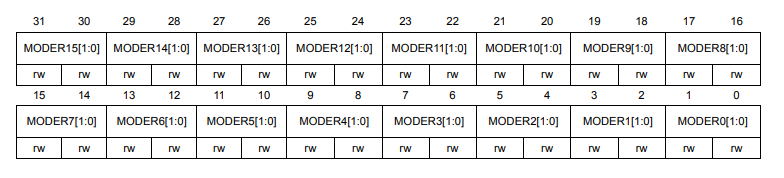 31 30 29 28 27 26 25 24 23 22 21 20 19 18 17 16
MODER15[1:0] MODER14[1:0] MODER13[1:0] MODER12[1:0] MODER11[1:0] MODER10[1:0] MODER9[1:0] MODER8[1:0]
rw rw rw rw rw rw rw rw rw rw rw rw rw rw rw rw
15 14 13 12 11 10 9 8 7 6 5 4 3 2 1 0
MODER7[1:0] MODER6[1:0] MODER5[1:0] MODER4[1:0] MODER3[1:0] MODER2[1:0] MODER1[1:0] MODER0[1:0]
rw rw rw rw rw rw rw rw rw rw rw rw rw rw rw rw